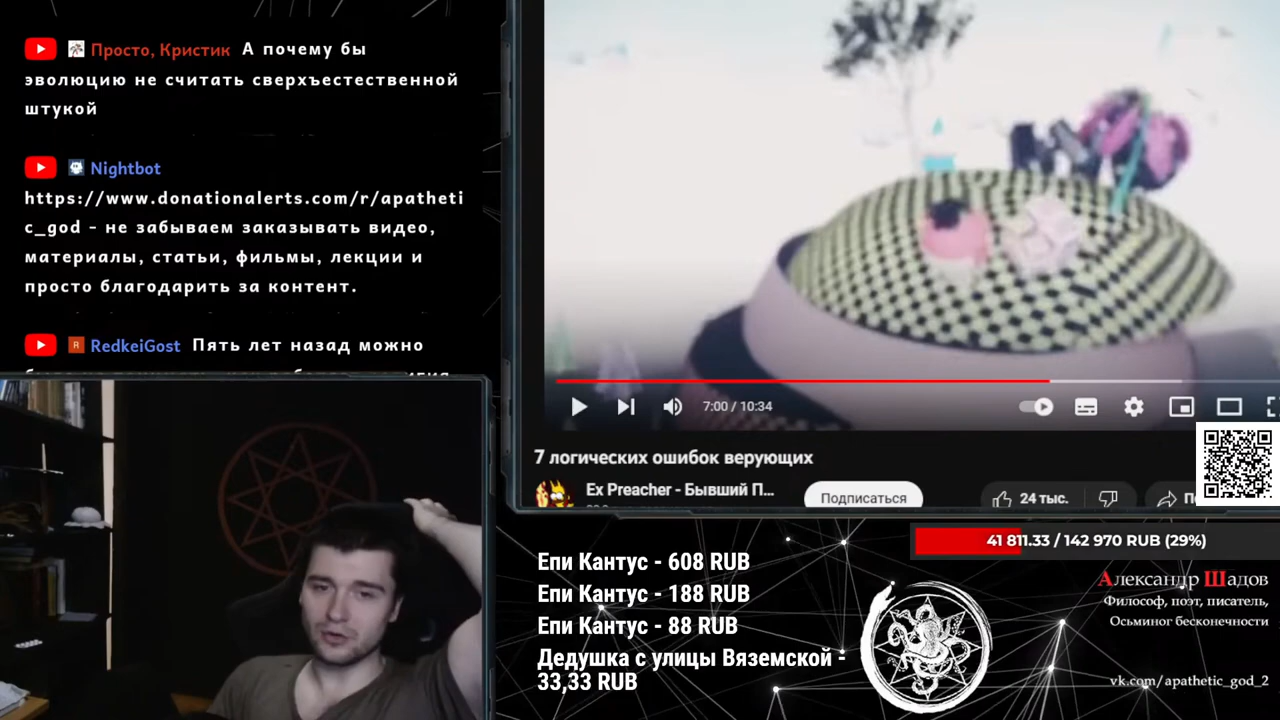 Просто, Кристик А почему бы
эволюцию не считать сверхъестественной
штукой
Nightbot
https://www.donationalerts.com/r/apatheti
c_god - не забываем заказывать видео,
материалы, статьи, фильмы, лекции и
просто благодарить за контент.
RedkeiGost Пять лет назад можно
7:00 / 10:34
7 логических ошибок верующих
Ex Preacher - Бывший П...
Подписаться
24 тыс.
41 811.33 / 142 970 RUB (29%)
Епи Кантус - 608 RUB
Епи Кантус - 188 RUB
Епи Кантус - 88 RUB
Дедушка с улицы Вяземской -
33,33 RUB
Александр Шадов
Философ, поэт, писатель,
Осьминог бесконечности
vk.com/apathetic_god_2